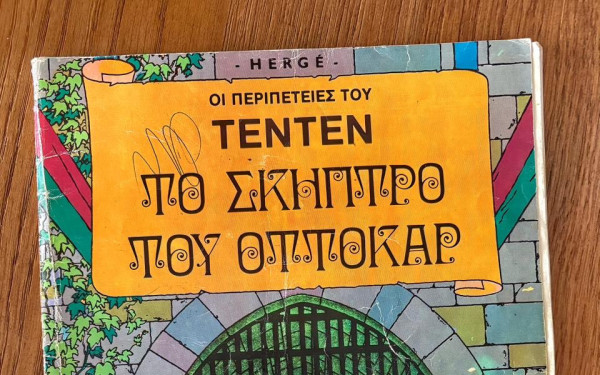 - HERGÉ -
ΟΙ ΠΕΡΙΠΕΤΕΙΕΣ ΤΟΥ
ΤΕΝΤΕΝ
ΤΟ ΣΚΗΠΤΡΟ
ΤΟΥ ΟΤΤΟΚΑΡ